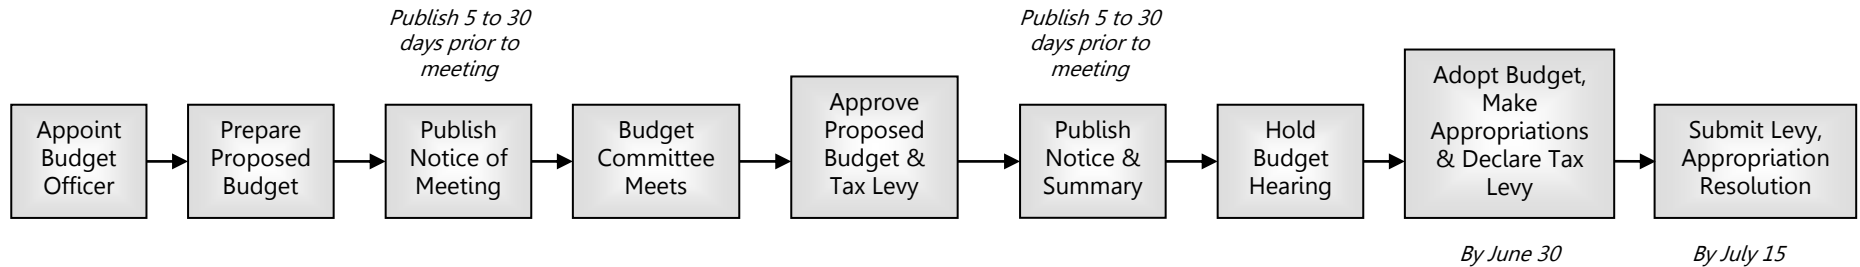 Publish 5 to 30
days prior to
meeting
Publish 5 to 30
days prior to
meeting
Appoint
Budget
Officer
Prepare
Proposed
Budget
Publish
Notice of
Meeting
Budget
Committee
Meets
Approve
Proposed
Budget &
Tax Levy
Publish
Notice &
Summary
Hold
Budget
Hearing
Adopt Budget,
Make
Appropriations
& Declare Tax
Levy
Submit Levy,
Appropriation
Resolution
By June 30
By July 15